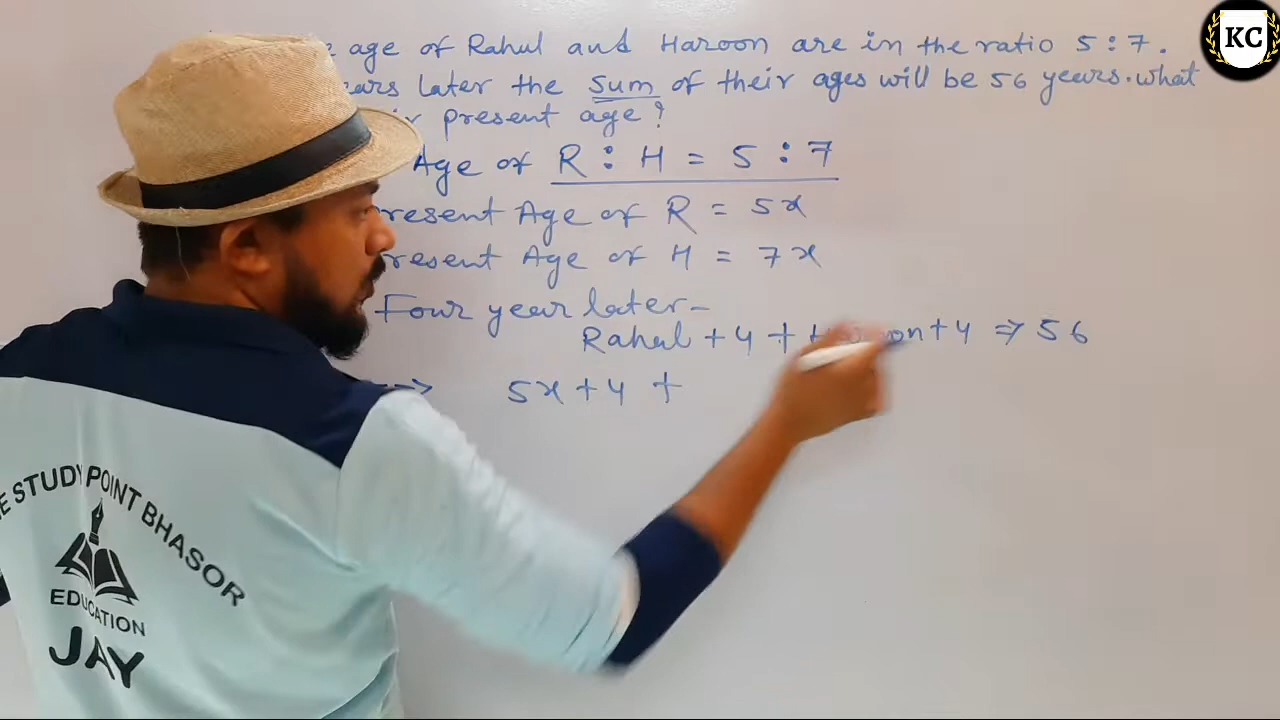 age of Rahul and Haroon are in the ratio 5:7.
later the sum of their ages will be 56 years. what
present age?
Age of R : H = 5 : 7
resent Age of R = 5x
resent Age of H = 7x
Four year later-
Rahul + 4 + + 4 ⇒ 56
5x + 4 +
STUDY POINT BHASOR
EDUCATION
JAY
KC